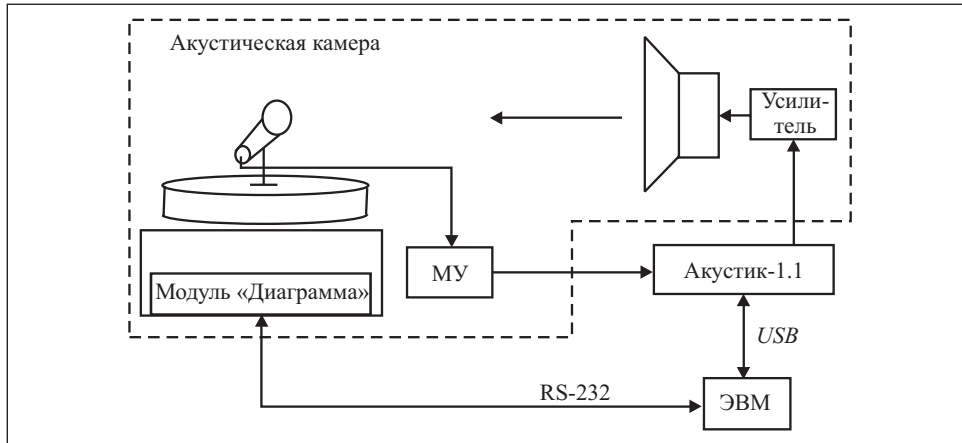 Акустическая камера
Усили-
тель
МУ
Акустик-1.1
Модуль «Диаграмма»
USB
RS-232
ЭВМ